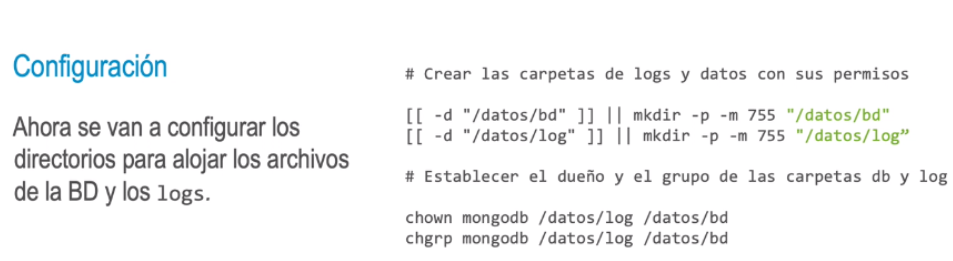 Configuración
Ahora se van a configurar los
directorios para alojar los archivos
de la BD y los logs.
# Crear las carpetas de logs y datos con sus permisos
[[ -d "/datos/bd" ]] || mkdir -p -m 755 "/datos/bd"
[[ -d "/datos/log" ]] || mkdir -p -m 755 "/datos/log”
# Establecer el dueño y el grupo de las carpetas db y log
chown mongodb /datos/log /datos/bd
chgrp mongodb /datos/log /datos/bd